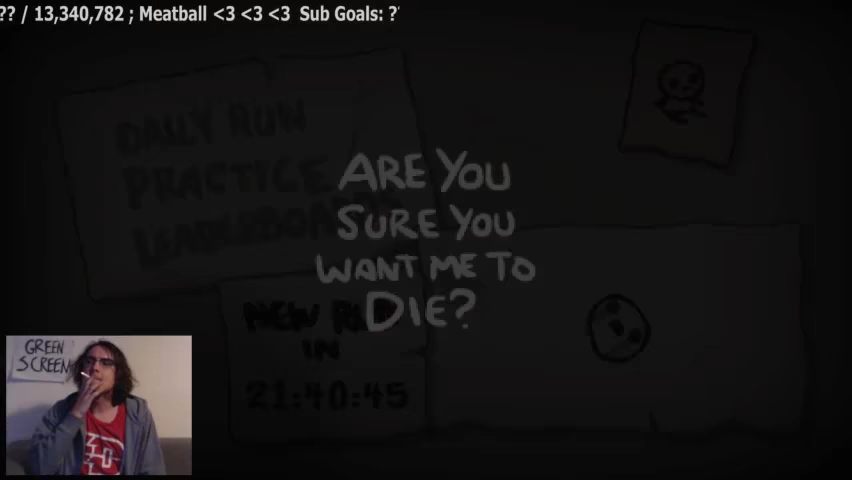 ?? / 13,340,782 ; Meatball <3 <3 <3  Sub Goals: ?
DAILY RUN
PRACTICE
LEADERBOARDS
ARE YOU
SURE YOU
WANT ME TO
DIE?
NEW RUN
IN
21:40:45
GREEN
SCREEN